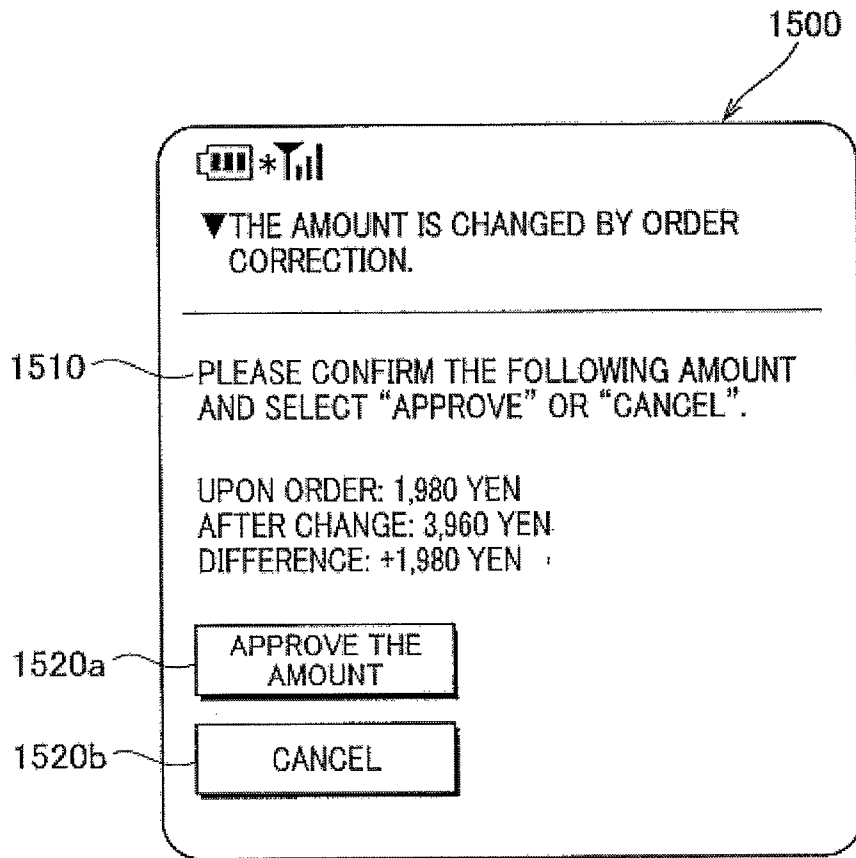 1500
▼THE AMOUNT IS CHANGED BY ORDER
CORRECTION.
1510
PLEASE CONFIRM THE FOLLOWING AMOUNT
AND SELECT “APPROVE” OR “CANCEL”.
UPON ORDER: 1,980 YEN
AFTER CHANGE: 3,960 YEN
DIFFERENCE: +1,980 YEN
1520a
APPROVE THE
AMOUNT
1520b
CANCEL